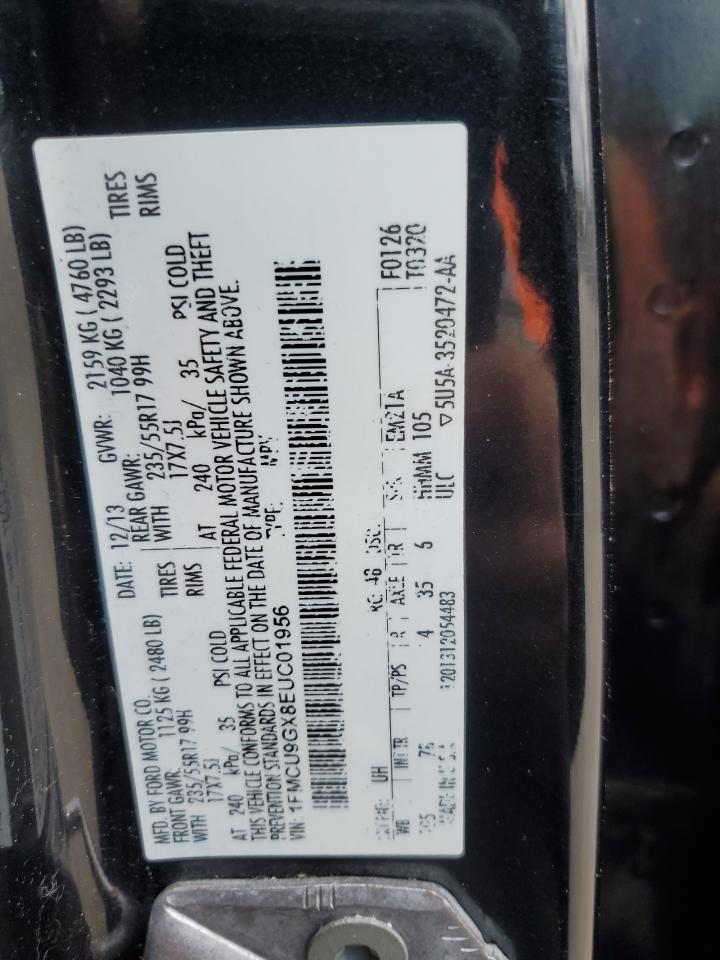 MFD. BY FORD MOTOR CO. DATE: 12/13 GVWR: 2159 KG ( 4760 LB)
FRONT GAWR: 1125 KG ( 2480 LB) REAR GAWR: 1040 KG ( 2293 LB)
WITH 235/55R17 99H TIRES WITH 235/55R17 99H TIRES
17X7.5J RIMS 17X7.5J RIMS
AT 240 kPa/ 35 PSI COLD AT 240 kPa/ 35 PSI COLD
THIS VEHICLE CONFORMS TO ALL APPLICABLE FEDERAL MOTOR VEHICLE SAFETY AND THEFT
PREVENTION STANDARDS IN EFFECT ON THE DATE OF MANUFACTURE SHOWN ABOVE.
VIN: 1FMCU9GX8EUC01956 TYPE: MPV
UH RC: 48 DSO: F0126
WB INT TR TP/PS R AXLE TR SPR EM21A T0320
4 35 6 105
1201312054483 ULC ▽5U5A-3520472-AA
MADE IN U.S.A.